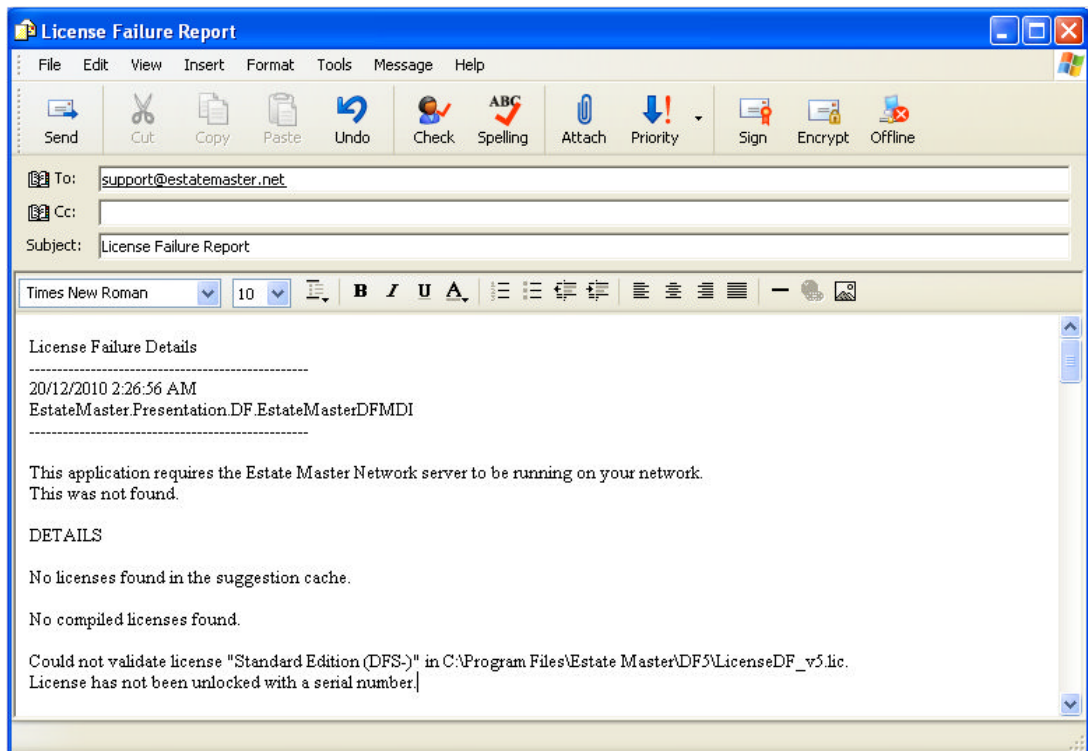 License Failure Report
File Edit View Insert Format Tools Message Help
ABC
Send Cut Copy Paste Undo Check Spelling Attach Priority Sign Encrypt Offline
To: support@estatemaster.net
Cc:
Subject: License Failure Report
Times New Roman 10 B I U A
License Failure Details
--------------------------------------------------
20/12/2010 2:26:56 AM
EstateMaster.Presentation.DF.EstateMasterDFMDI
--------------------------------------------------
This application requires the Estate Master Network server to be running on your network.
This was not found.
DETAILS
No licenses found in the suggestion cache.
No compiled licenses found.
Could not validate license "Standard Edition (DFS-)" in C:\Program Files\Estate Master\DF5\LicenseDF_v5.lic.
License has not been unlocked with a serial number.